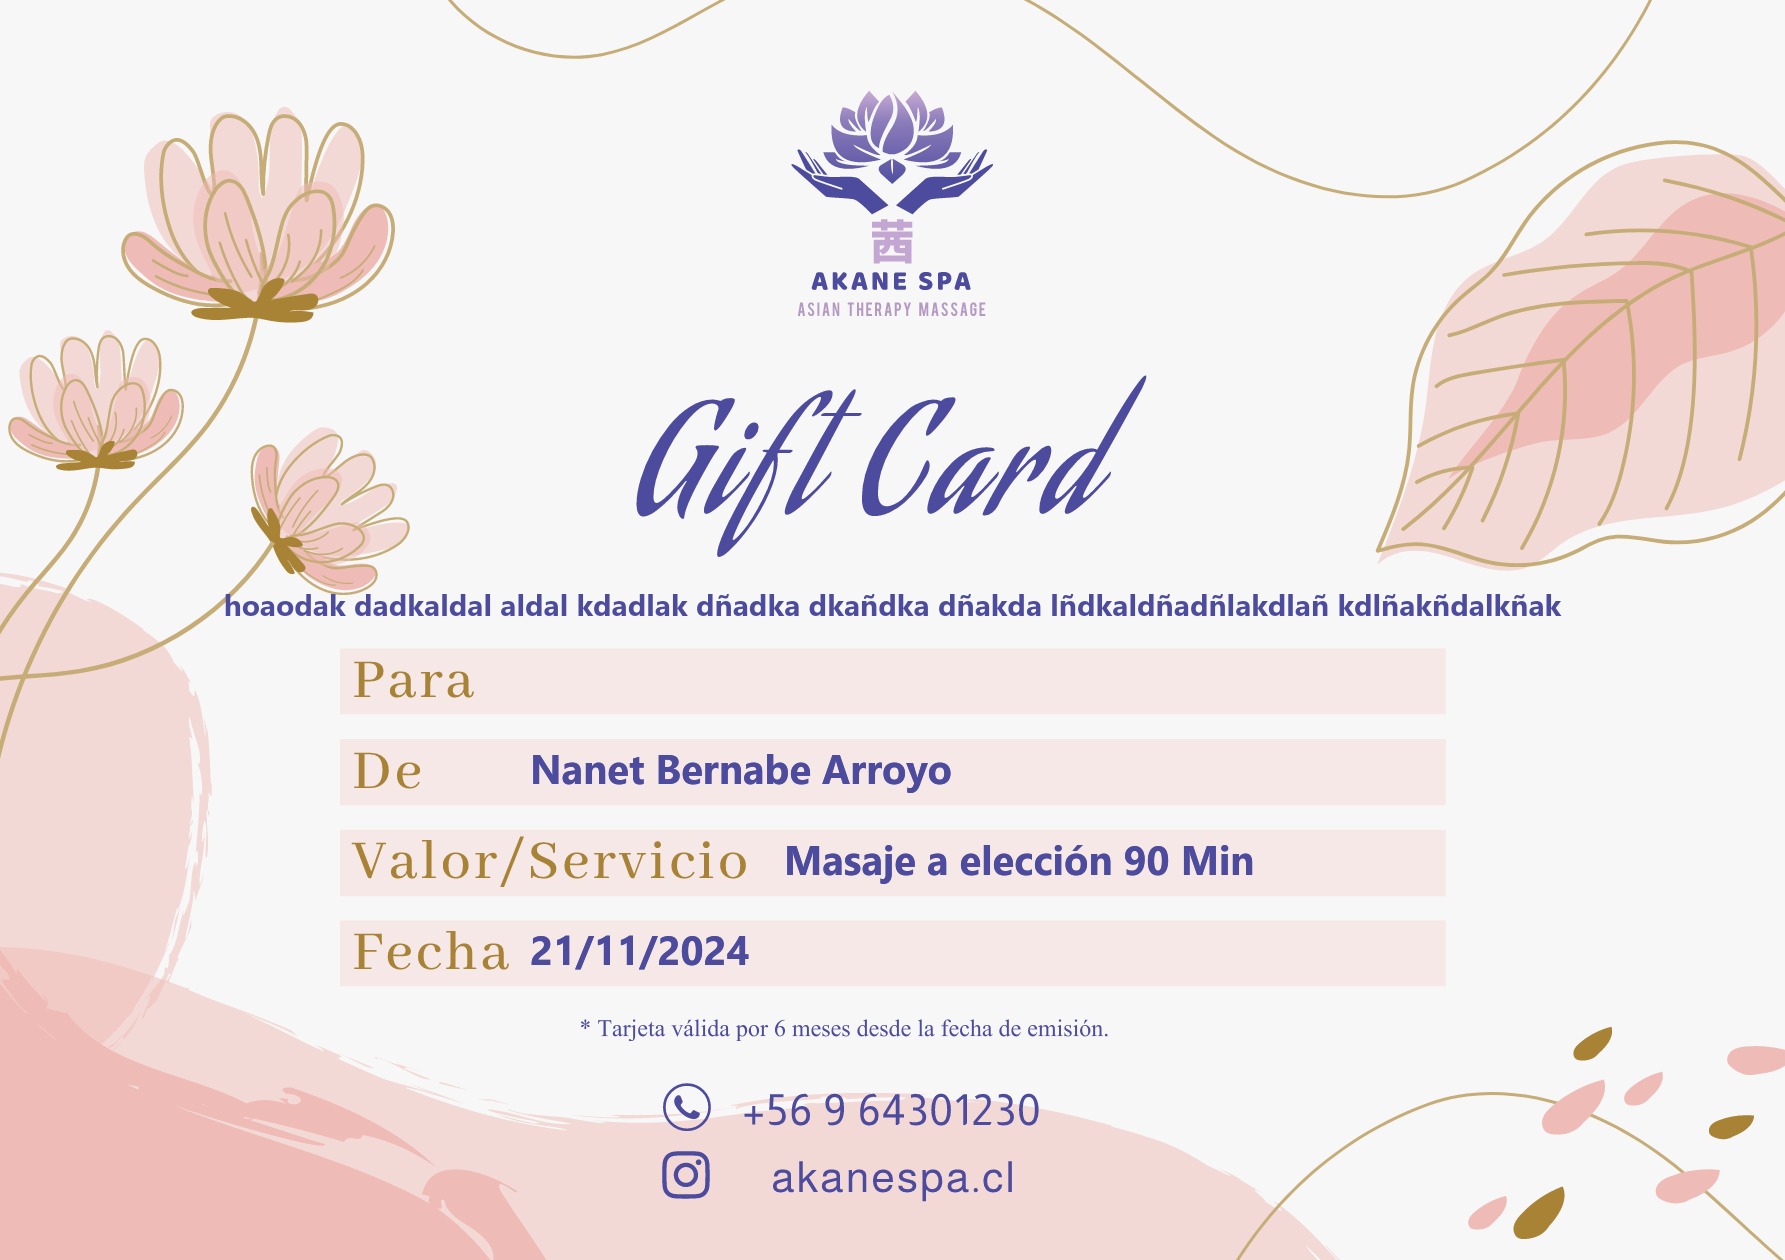 茜
AKANE SPA
ASIAN THERAPY MASSAGE
Gift Card
hoaodak dadkaldal aldal kdadlak dñadka dkañdka dñakda lñdkaldñadñlakdlañ kdlñakñdalkñak
Para
De Nanet Bernabe Arroyo
Valor/Servicio Masaje a elección 90 Min
Fecha 21/11/2024
* Tarjeta válida por 6 meses desde la fecha de emisión.
+56 9 64301230
akanespa.cl